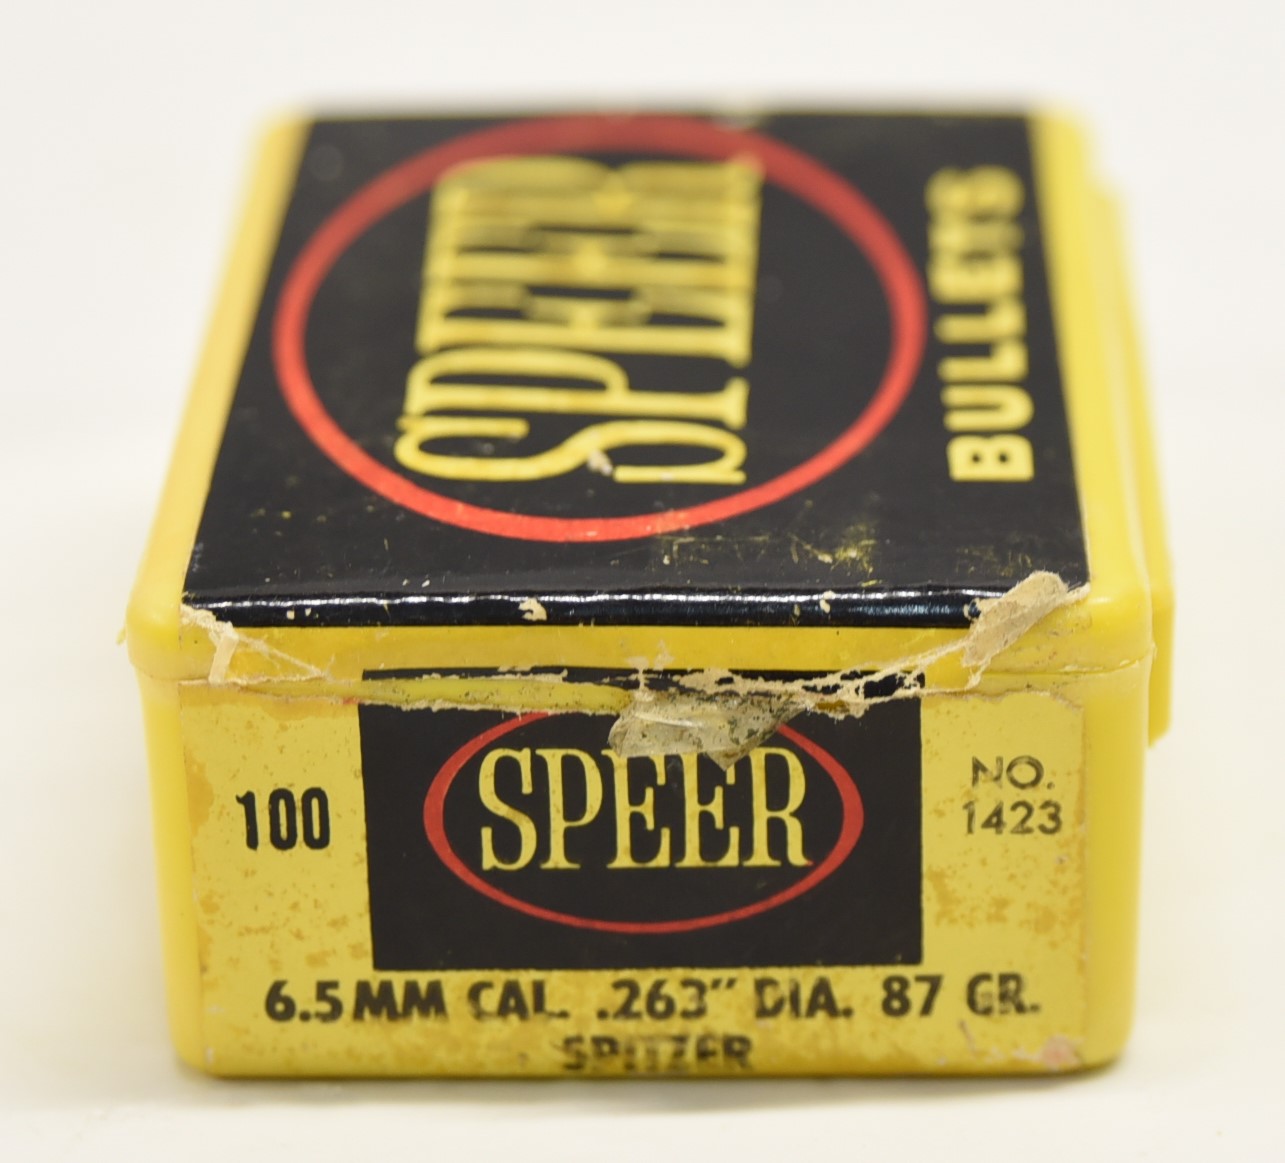 SPEER
BULLETS
100
SPEER
NO.
1423
6.5MM CAL. .263" DIA. 87 GR.
SPITZER